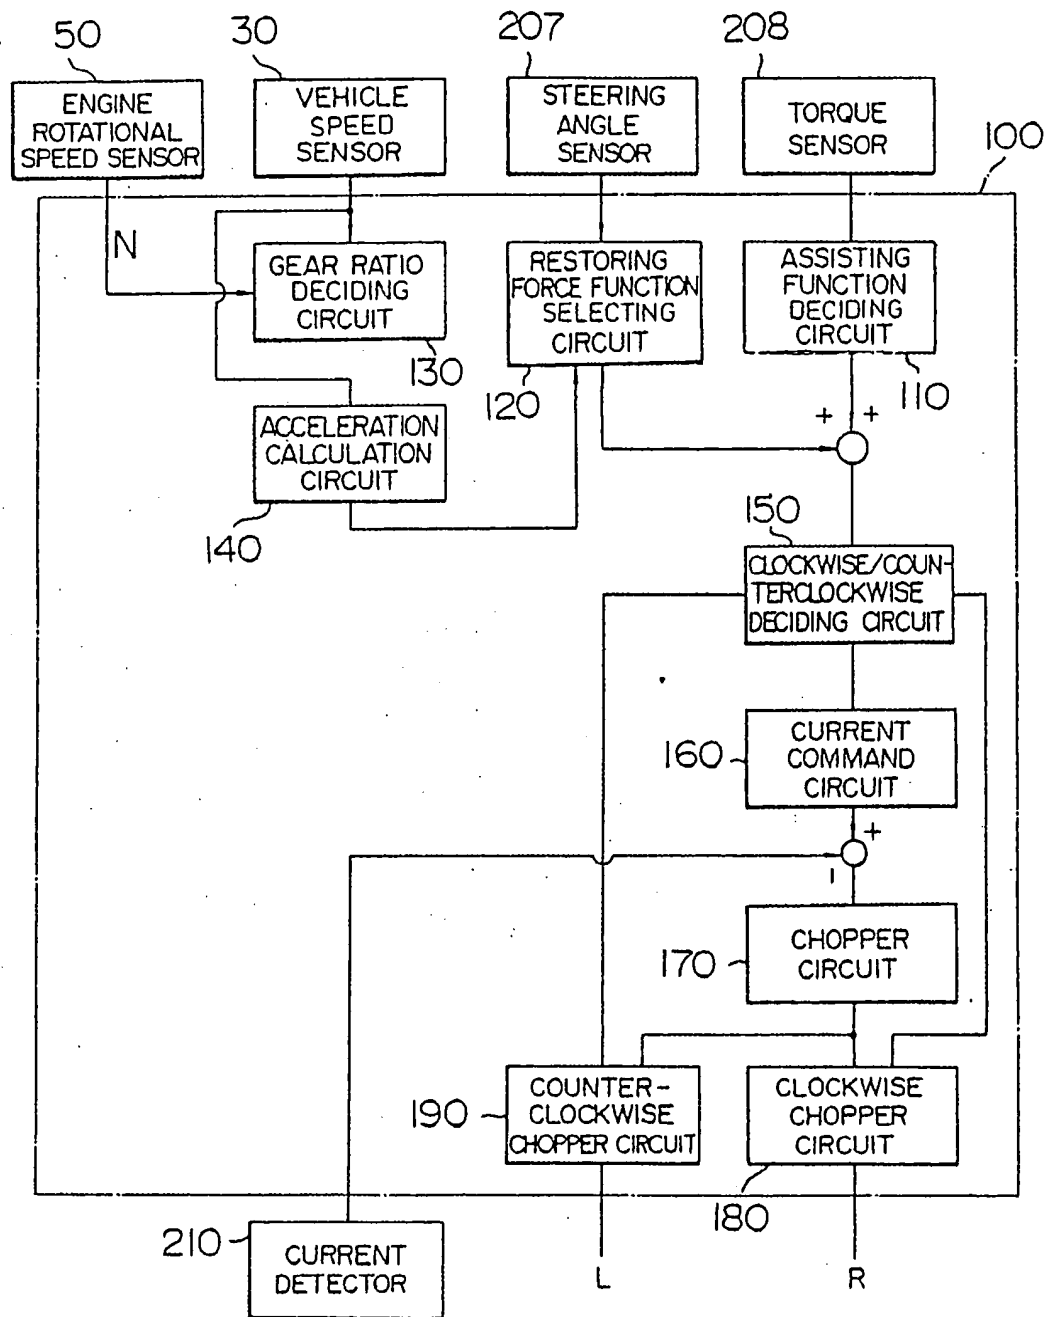 50
30
207
208
ENGINE
ROTATIONAL
SPEED SENSOR
VEHICLE
SPEED
SENSOR
STEERING
ANGLE
SENSOR
TORQUE
SENSOR
100
N
GEAR RATIO
DECIDING
CIRCUIT
130
RESTORING
FORCE FUNCTION
SELECTING
CIRCUIT
120
ASSISTING
FUNCTION
DECIDING
CIRCUIT
110
+ +
ACCELERATION
CALCULATION
CIRCUIT
140
150
CLOCKWISE/COUN-
TERCLOCKWISE
DECIDING CIRCUIT
160
CURRENT
COMMAND
CIRCUIT
+
-
170
CHOPPER
CIRCUIT
190
COUNTER-
CLOCKWISE
CHOPPER CIRCUIT
CLOCKWISE
CHOPPER
CIRCUIT
180
210
CURRENT
DETECTOR
L
R